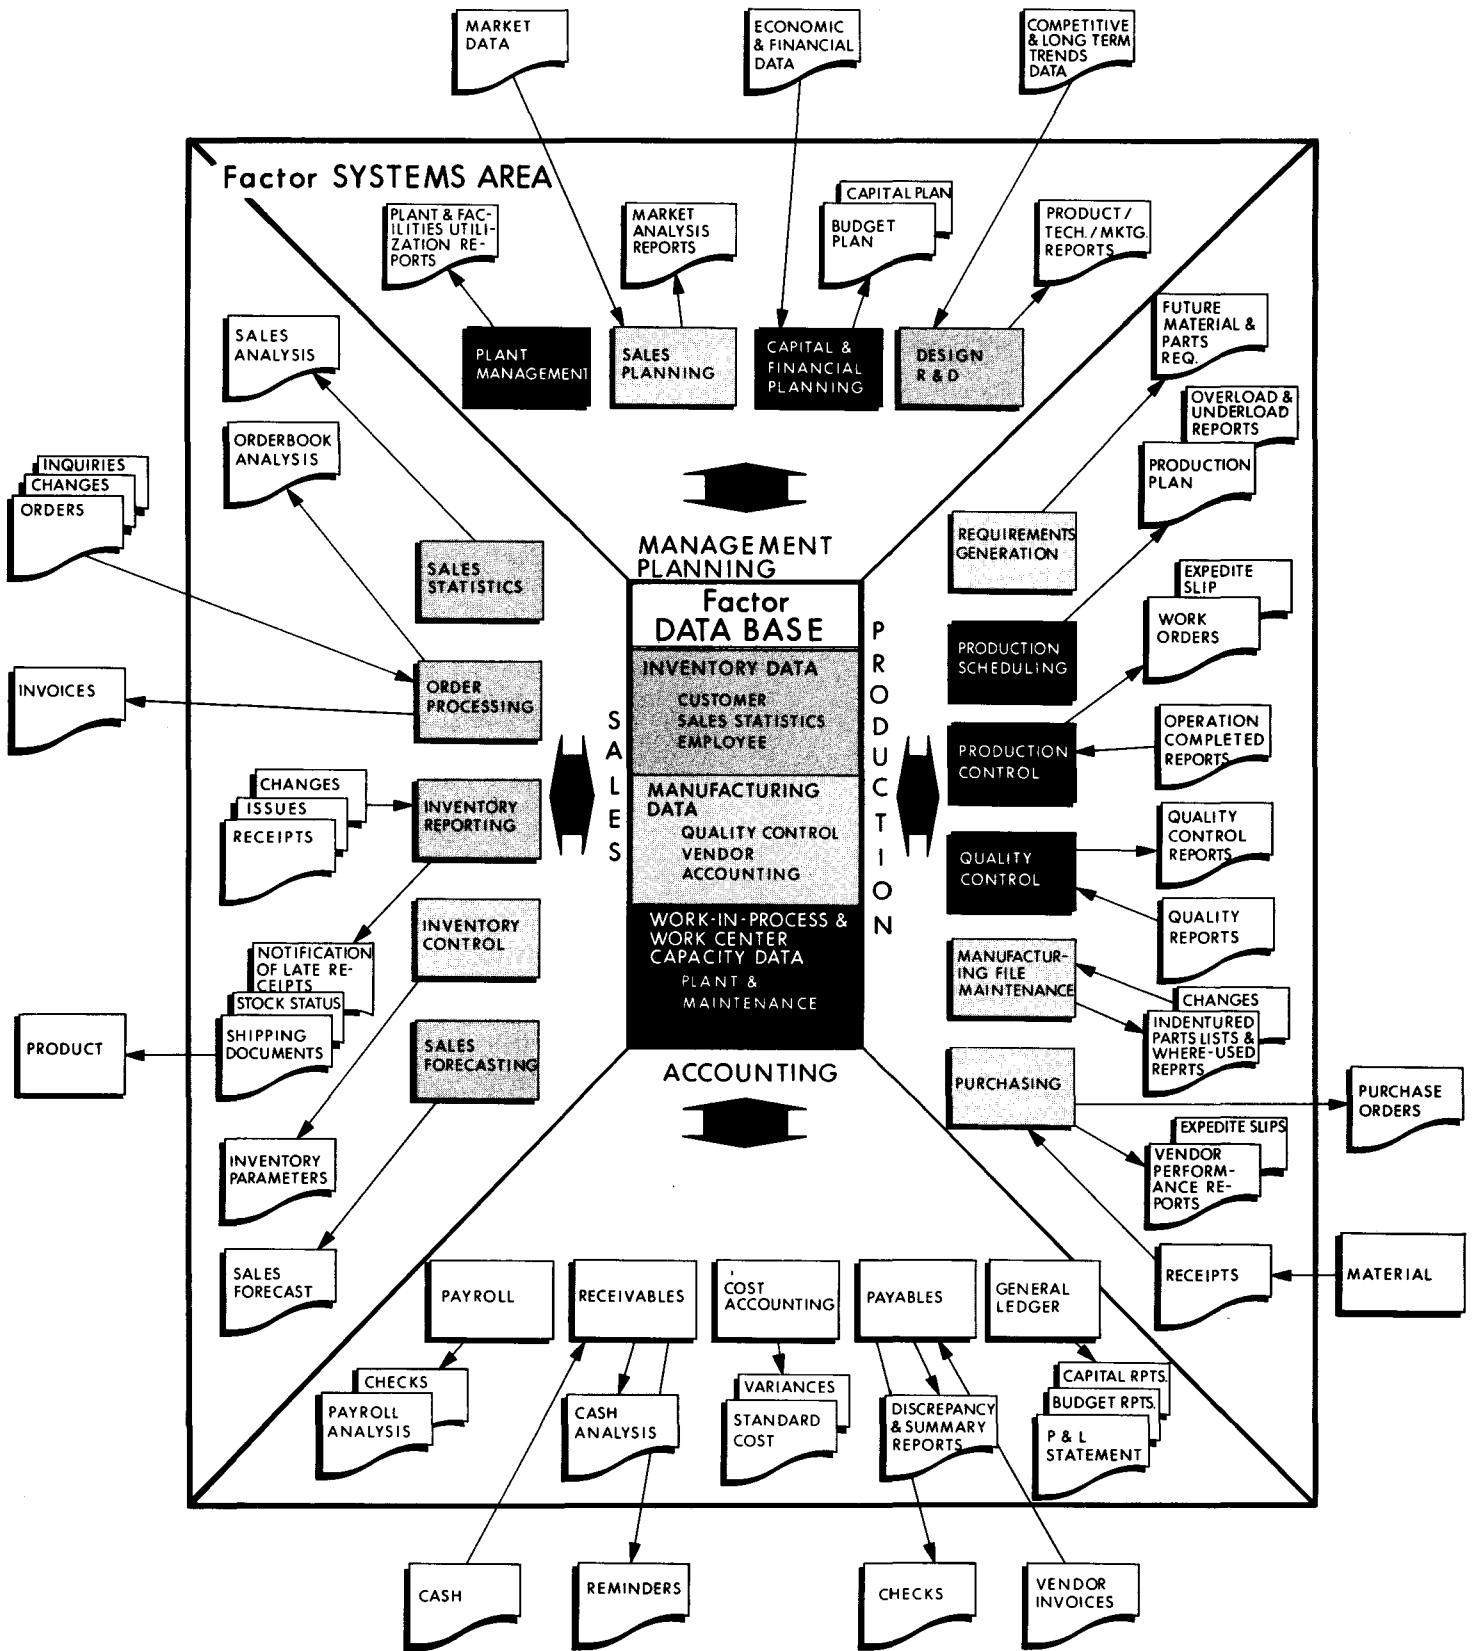 MARKET
DATA
ECONOMIC
& FINANCIAL
DATA
COMPETITIVE
& LONG TERM
TRENDS
DATA
Factor SYSTEMS AREA
PLANT & FAC-
ILITIES UTILI-
ZATION RE-
PORTS
MARKET
ANALYSIS
REPORTS
CAPITAL PLAN
BUDGET
PLAN
PRODUCT /
TECH. / MKTG.
REPORTS
PLANT
MANAGEMENT
SALES
PLANNING
CAPITAL &
FINANCIAL
PLANNING
DESIGN
R & D
MANAGEMENT
PLANNING
SALES
ANALYSIS
ORDERBOOK
ANALYSIS
INQUIRIES
CHANGES
ORDERS
SALES
STATISTICS
ORDER
PROCESSING
INVOICES
CHANGES
ISSUES
RECEIPTS
INVENTORY
REPORTING
INVENTORY
CONTROL
NOTIFICATION
OF LATE RE-
CEIPTS
STOCK STATUS
SHIPPING
DOCUMENTS
PRODUCT
SALES
FORECASTING
INVENTORY
PARAMETERS
SALES
FORECAST
SALES
Factor
DATA BASE
INVENTORY DATA
CUSTOMER
SALES STATISTICS
EMPLOYEE
MANUFACTURING
DATA
QUALITY CONTROL
VENDOR
ACCOUNTING
WORK-IN-PROCESS &
WORK CENTER
CAPACITY DATA
PLANT &
MAINTENANCE
PRODUCTION
FUTURE
MATERIAL &
PARTS
REQ.
OVERLOAD &
UNDERLOAD
REPORTS
PRODUCTION
PLAN
REQUIREMENTS
GENERATION
EXPEDITE
SLIP
WORK
ORDERS
PRODUCTION
SCHEDULING
OPERATION
COMPLETED
REPORTS
PRODUCTION
CONTROL
QUALITY
CONTROL
REPORTS
QUALITY
CONTROL
QUALITY
REPORTS
MANUFACTUR-
ING FILE
MAINTENANCE
CHANGES
INDENTURED
PARTS LISTS &
WHERE-USED
REPRTS
PURCHASING
PURCHASE
ORDERS
EXPEDITE SLIPS
VENDOR
PERFORM-
ANCE RE-
PORTS
RECEIPTS
MATERIAL
ACCOUNTING
PAYROLL
RECEIVABLES
COST
ACCOUNTING
PAYABLES
GENERAL
LEDGER
CHECKS
PAYROLL
ANALYSIS
CASH
ANALYSIS
VARIANCES
STANDARD
COST
DISCREPANCY
& SUMMARY
REPORTS
CAPITAL RPTS.
BUDGET RPTS.
P & L
STATEMENT
CASH
REMINDERS
CHECKS
VENDOR
INVOICES